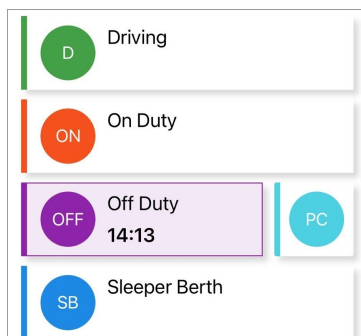 D
Driving
ON
On Duty
OFF
Off Duty
14:13
PC
SB
Sleeper Berth